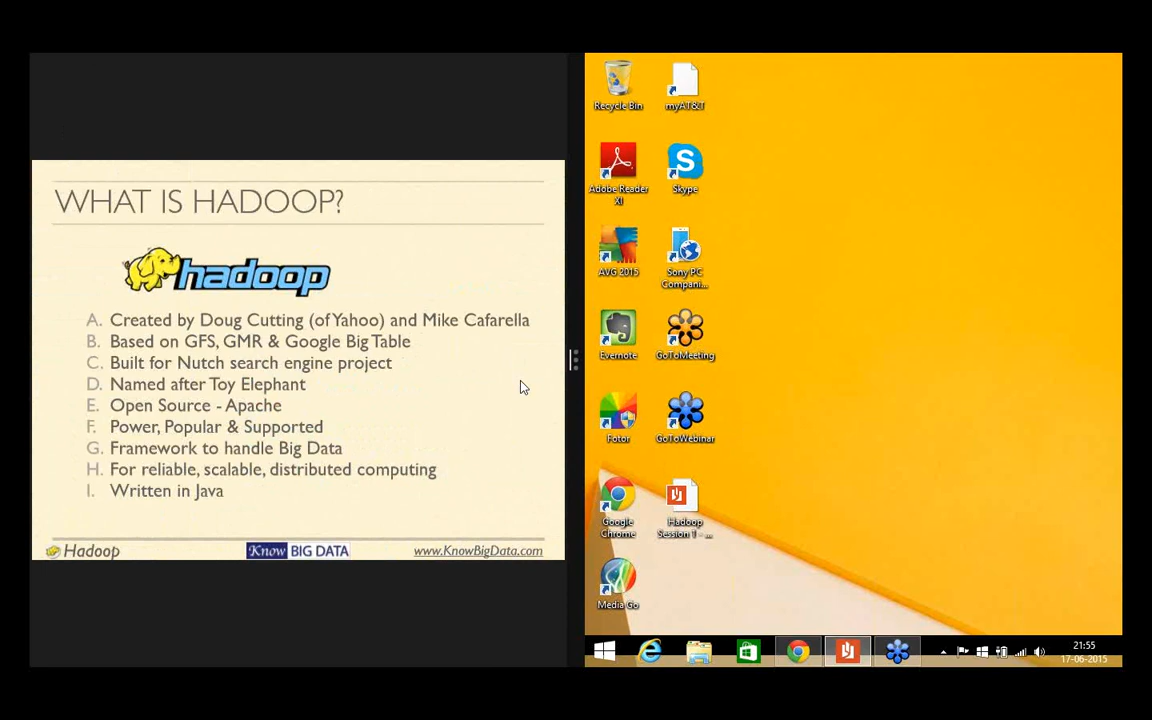 WHAT IS HADOOP?
hadoop
A. Created by Doug Cutting (of Yahoo) and Mike Cafarella
B. Based on GFS, GMR & Google Big Table
C. Built for Nutch search engine project
D. Named after Toy Elephant
E. Open Source - Apache
F. Power, Popular & Supported
G. Framework to handle Big Data
H. For reliable, scalable, distributed computing
I. Written in Java
Hadoop
Know BIG DATA
www.KnowBigData.com
Recycle Bin
myAT&T
Adobe Reader XI
Skype
AVG 2015
Sony PC Compani...
Evernote
GoToMeeting
Fotor
GoToWebinar
Google Chrome
Hadoop Session 1 - ...
Media Go
21:55
17-06-2015